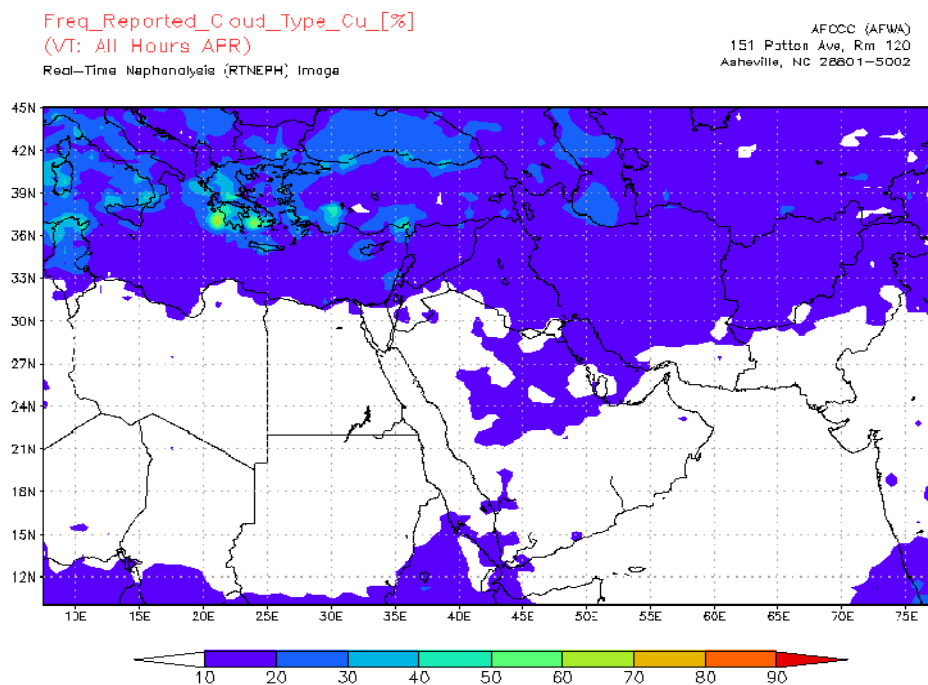 Freq_Reported_Cloud_Type_Cu_[%]
(VT: All Hours APR)
Real-Time Nephanalysis (RTNEPH) Image
AFCCC (AFWA)
151 Patton Ave, Rm 120
Asheville, NC 28801-5002
45N
42N
39N
36N
33N
30N
27N
24N
21N
18N
15N
12N
10E 15E 20E 25E 30E 35E 40E 45E 50E 55E 60E 65E 70E 75E
10 20 30 40 50 60 70 80 90